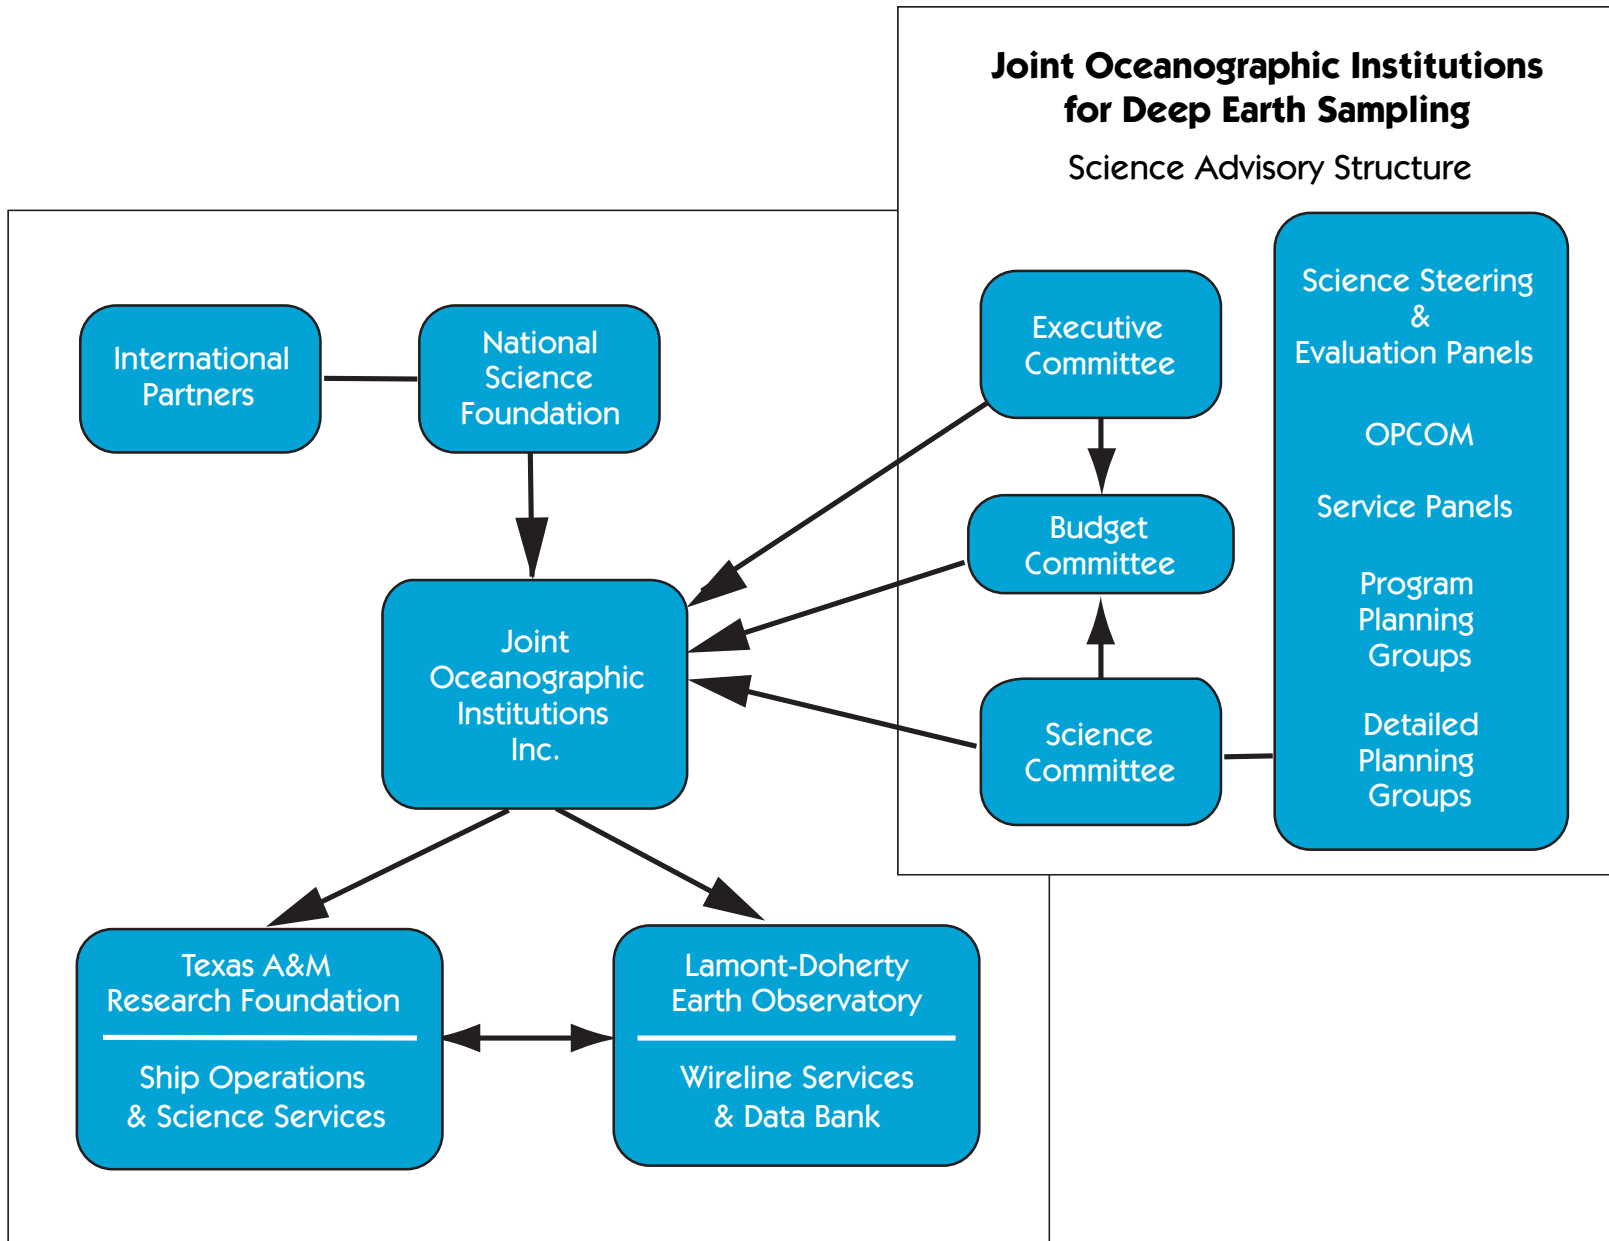 Joint Oceanographic Institutions
for Deep Earth Sampling
Science Advisory Structure
International
Partners
National
Science
Foundation
Joint
Oceanographic
Institutions
Inc.
Texas A&M
Research Foundation
Ship Operations
& Science Services
Lamont-Doherty
Earth Observatory
Wireline Services
& Data Bank
Executive
Committee
Budget
Committee
Science
Committee
Science Steering
&
Evaluation Panels
OPCOM
Service Panels
Program
Planning
Groups
Detailed
Planning
Groups